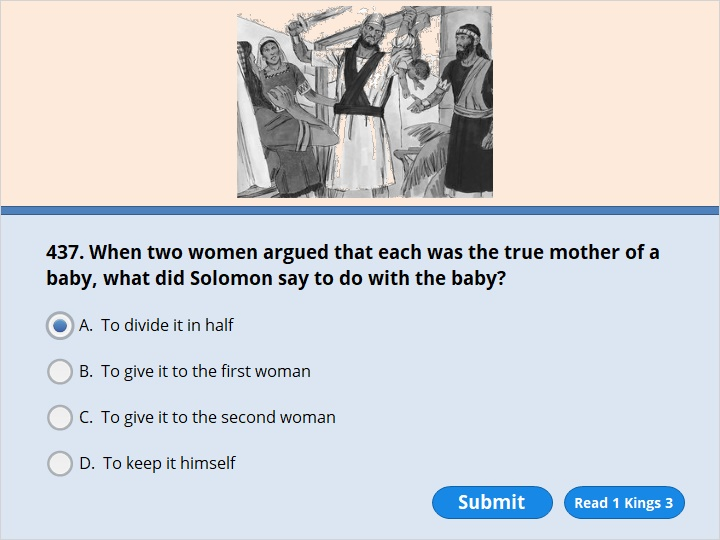 437. When two women argued that each was the true mother of a
baby, what did Solomon say to do with the baby?
A. To divide it in half
B. To give it to the first woman
C. To give it to the second woman
D. To keep it himself
Submit
Read 1 Kings 3